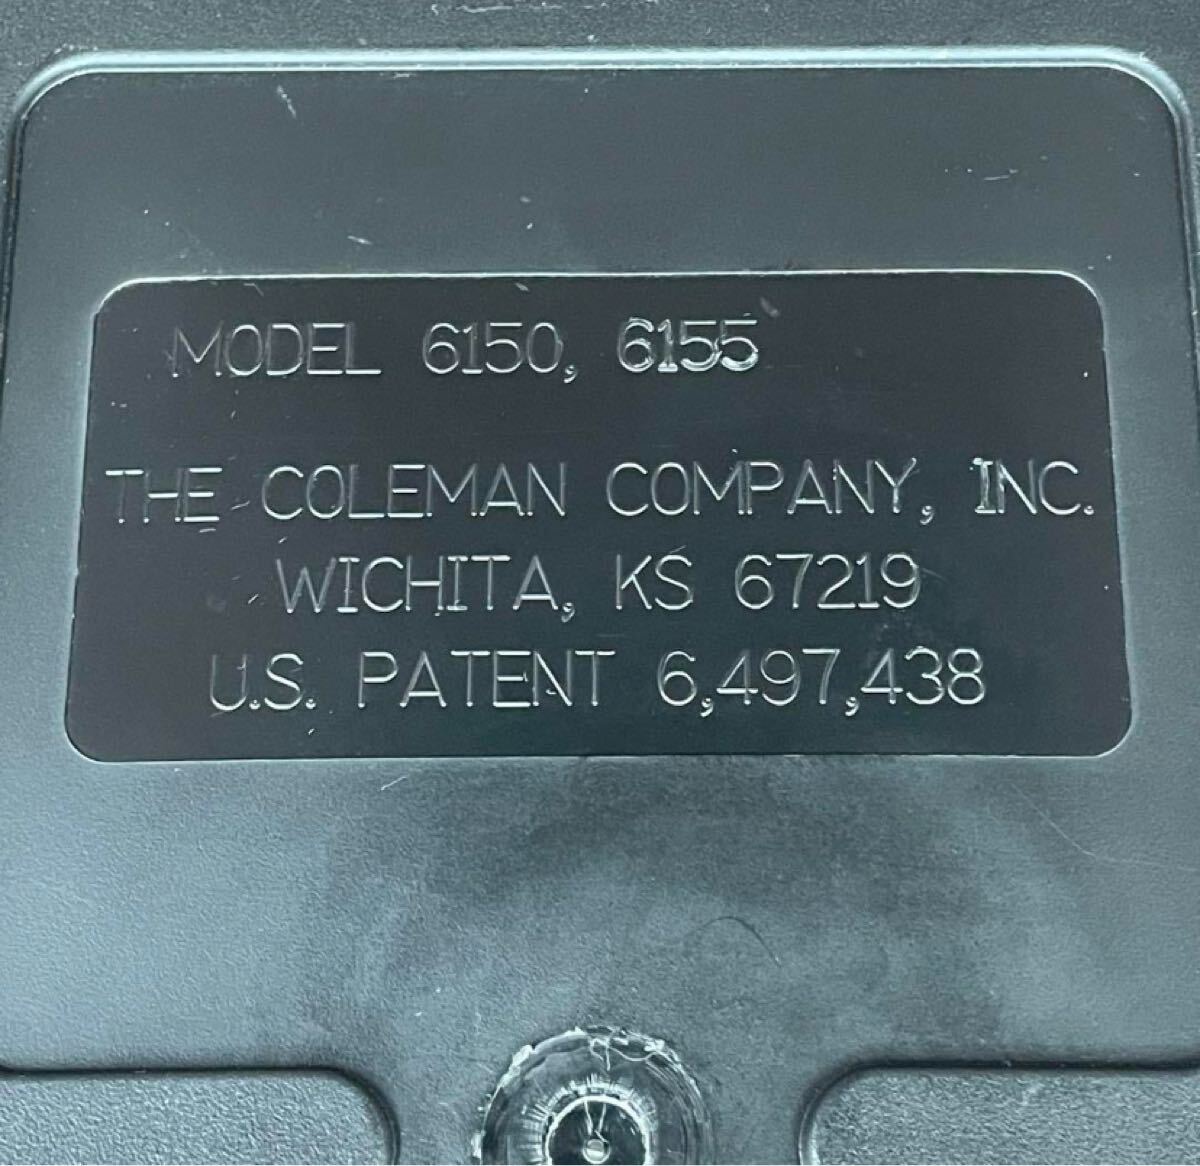 MODEL 6150, 6155
THE COLEMAN COMPANY, INC.
WICHITA, KS 67219
U.S. PATENT 6,497,438